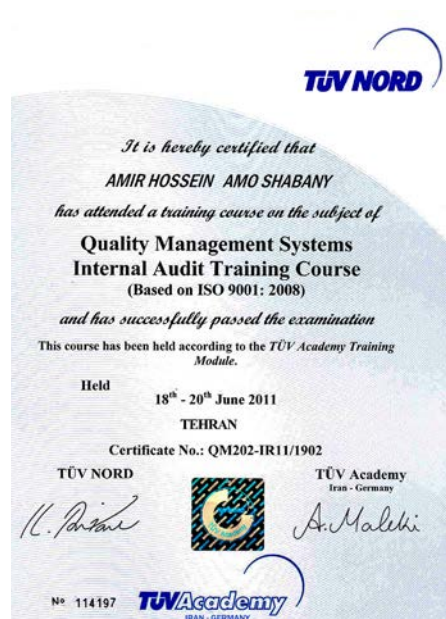 TÜV NORD
It is hereby certified that
AMIR HOSSEIN AMO SHABANY
has attended a training course on the subject of
Quality Management Systems
Internal Audit Training Course
(Based on ISO 9001: 2008)
and has successfully passed the examination
This course has been held according to the TÜV Academy Training
Module.
Held
18th - 20th June 2011
TEHRAN
Certificate No.: QM202-IR11/1902
TÜV NORD
TÜV Academy
Iran - Germany
A. Maleki
Nº 114197
TÜV Academy
IRAN - GERMANY